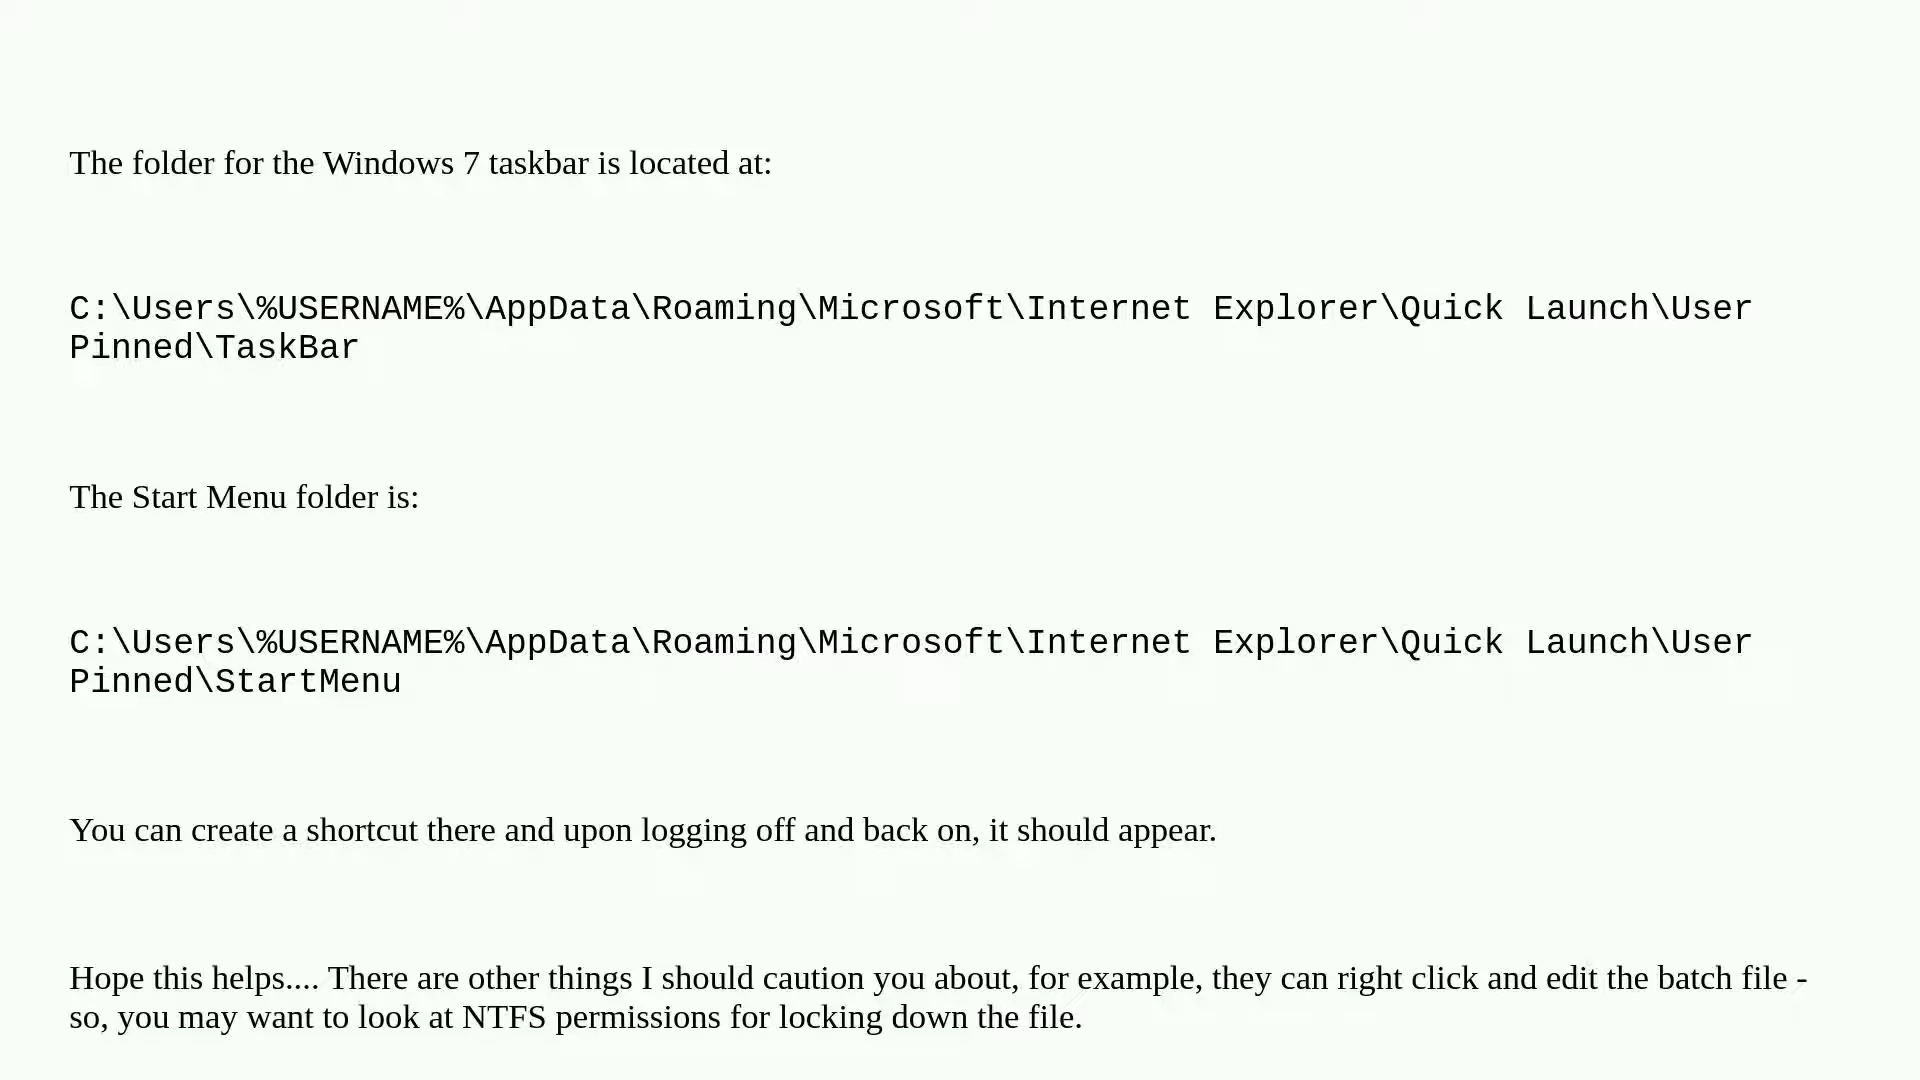 The folder for the Windows 7 taskbar is located at:
C:\Users\%USERNAME%\AppData\Roaming\Microsoft\Internet Explorer\Quick Launch\User
Pinned\TaskBar
The Start Menu folder is:
C:\Users\%USERNAME%\AppData\Roaming\Microsoft\Internet Explorer\Quick Launch\User
Pinned\StartMenu
You can create a shortcut there and upon logging off and back on, it should appear.
Hope this helps.... There are other things I should caution you about, for example, they can right click and edit the batch file -
so, you may want to look at NTFS permissions for locking down the file.